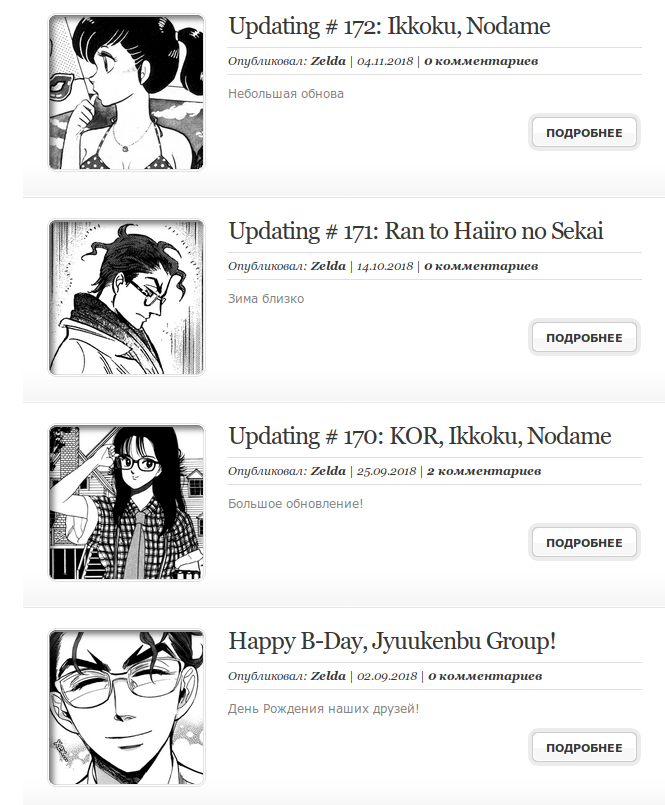 Updating # 172: Ikkoku, Nodame
Опубликовал: Zelda | 04.11.2018 | 0 комментариев
Небольшая обнова
ПОДРОБНЕЕ
Updating # 171: Ran to Haiiro no Sekai
Опубликовал: Zelda | 14.10.2018 | 0 комментариев
Зима близко
ПОДРОБНЕЕ
Updating # 170: KOR, Ikkoku, Nodame
Опубликовал: Zelda | 25.09.2018 | 2 комментариев
Большое обновление!
ПОДРОБНЕЕ
Happy B-Day, Jyuukenbu Group!
Опубликовал: Zelda | 02.09.2018 | 0 комментариев
День Рождения наших друзей!
ПОДРОБНЕЕ